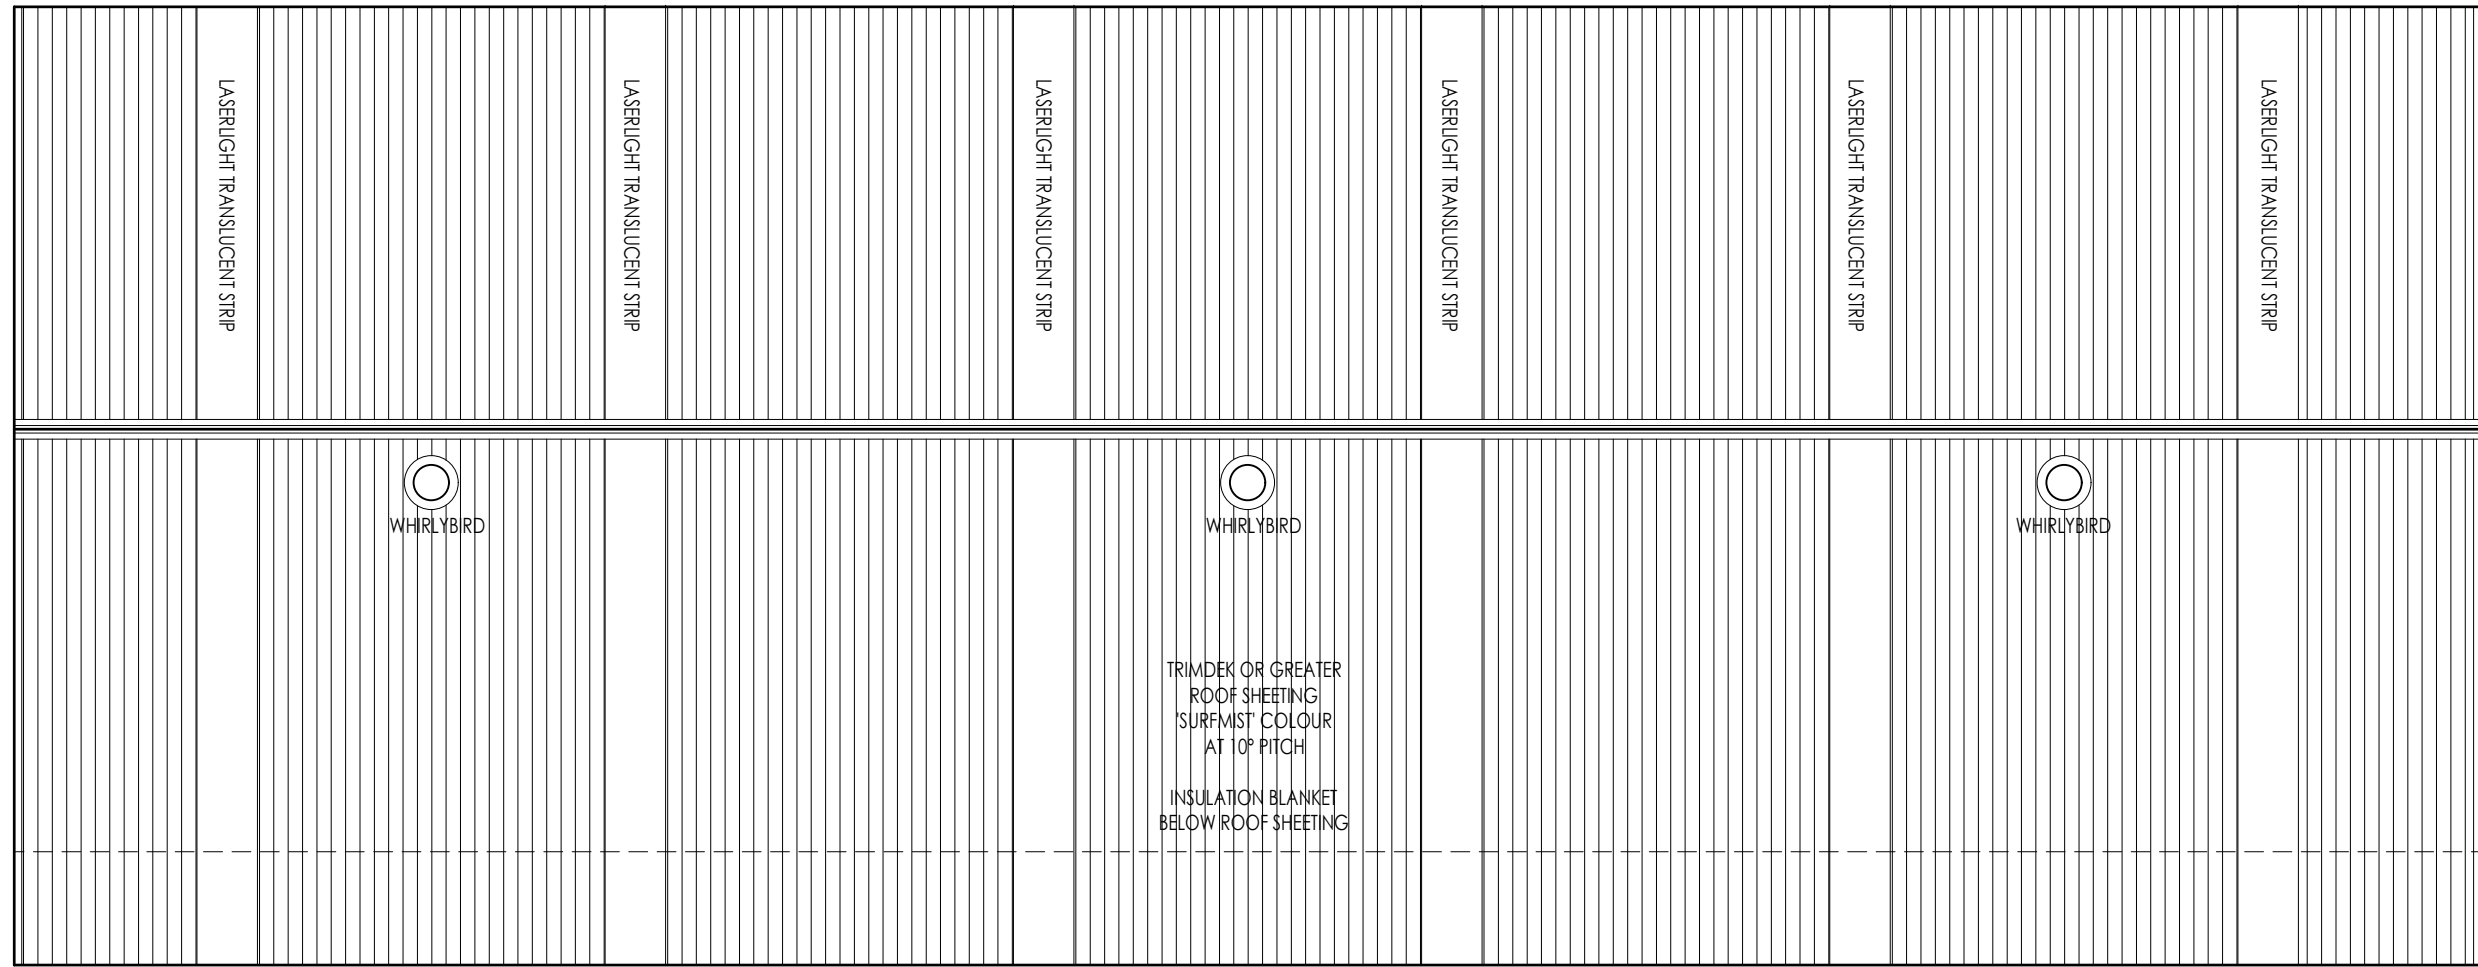 LASERLIGHT TRANSLUCENT STRIP
LASERLIGHT TRANSLUCENT STRIP
LASERLIGHT TRANSLUCENT STRIP
LASERLIGHT TRANSLUCENT STRIP
LASERLIGHT TRANSLUCENT STRIP
LASERLIGHT TRANSLUCENT STRIP
WHIRLYBIRD
WHIRLYBIRD
WHIRLYBIRD
TRIMDEK OR GREATER
ROOF SHEETING
'SURFMIST' COLOUR
AT 10° PITCH
INSULATION BLANKET
BELOW ROOF SHEETING